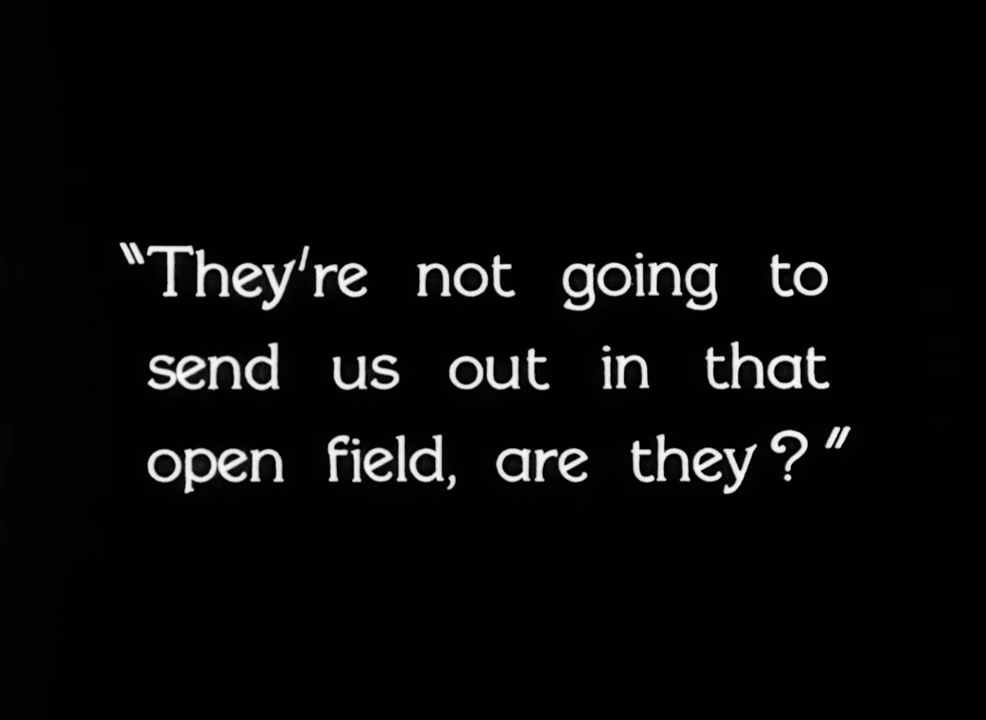 "They're not going to
send us out in that
open field, are they?"